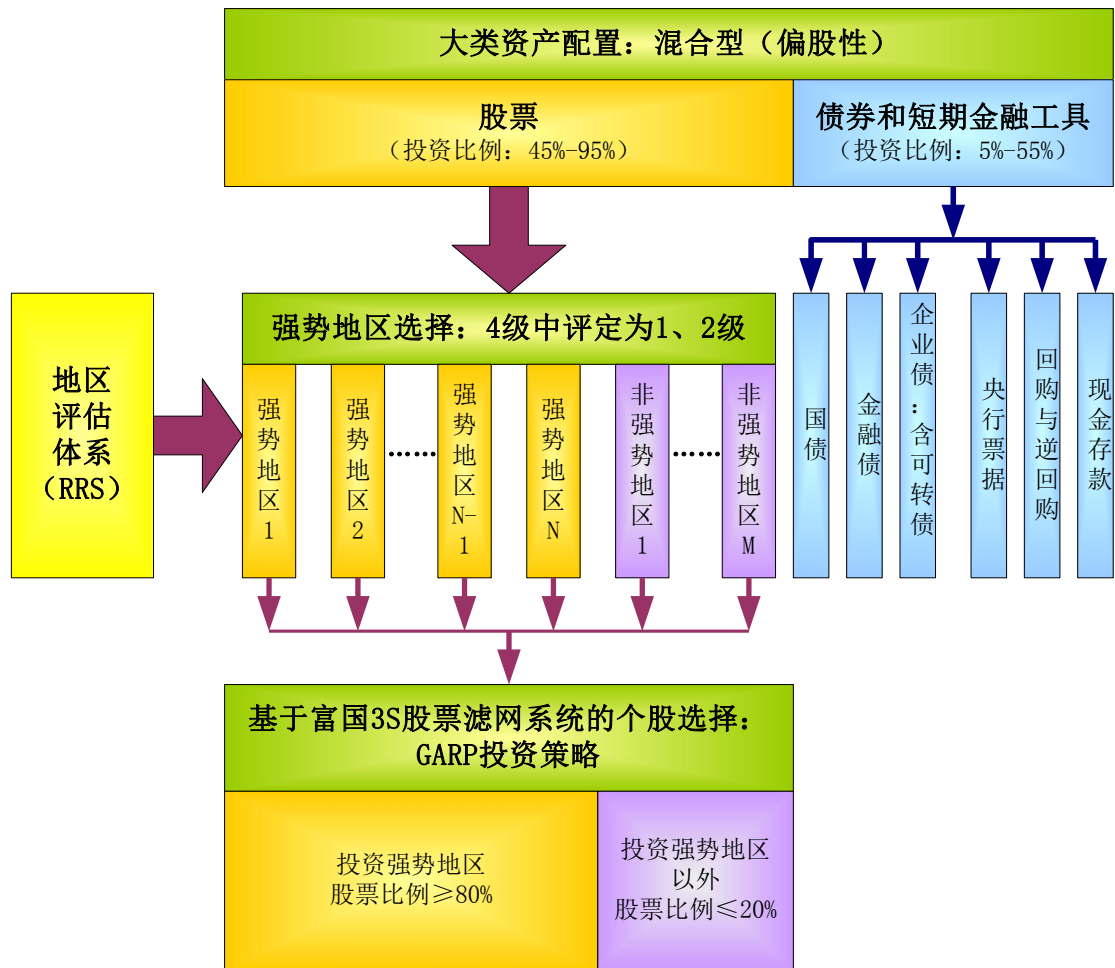 大类资产配置：混合型（偏股性）
股票
（投资比例：45%-95%）
债券和短期金融工具
（投资比例：5%-55%）
地区
评估
体系
（RRS）
强势地区选择：4级中评定为1、2级
强势地区1
强势地区2
……
强势地区N-1
强势地区N
非强势地区1
……
非强势地区M
国债
金融债
企业债：含可转债
央行票据
回购与逆回购
现金存款
基于富国3S股票滤网系统的个股选择：
GARP投资策略
投资强势地区
股票比例≥80%
投资强势地区
以外
股票比例≤20%